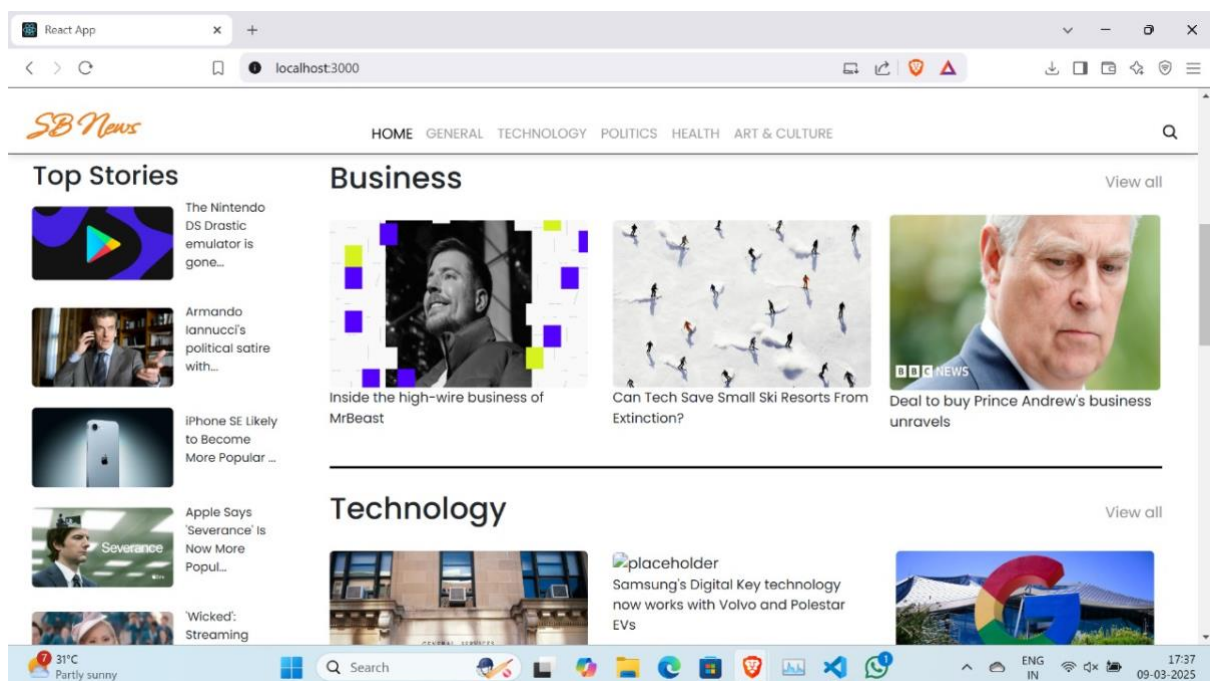 React App
localhost:3000
SB News
HOME GENERAL TECHNOLOGY POLITICS HEALTH ART & CULTURE
Top Stories
The Nintendo
DS Drastic
emulator is
gone...
Armando
Iannucci's
political satire
with...
iPhone SE Likely
to Become
More Popular ...
Severance
Apple Says
'Severance' Is
Now More
Popul...
'Wicked':
Streaming
Business
View all
Inside the high-wire business of
MrBeast
Can Tech Save Small Ski Resorts From
Extinction?
BBC NEWS
Deal to buy Prince Andrew's business
unravels
Technology
View all
placeholder
Samsung's Digital Key technology
now works with Volvo and Polestar
EVs
7
31°C
Partly sunny
Search
ENG
IN
17:37
09-03-2025